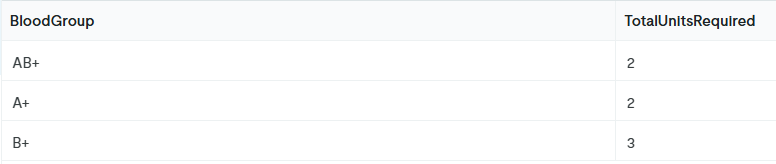 BloodGroup TotalUnitsRequired
AB+ 2
A+ 2
B+ 3